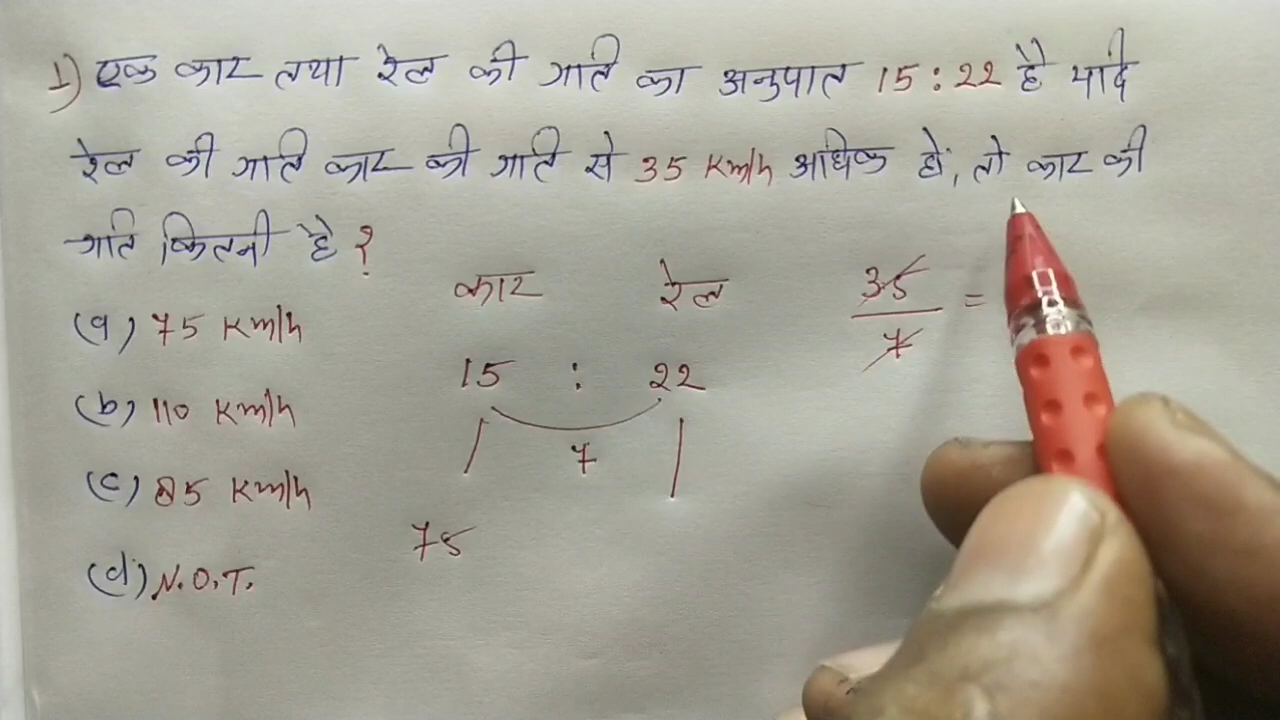 1) एक कार तथा रेल की गति का अनुपात 15 : 22 है यदि
रेल की गति कार की गति से 35 Km/h अधिक हो, तो कार की
गति कितनी है ?
(a) 75 Km/h
(b) 110 Km/h
(c) 85 Km/h
(d) N.O.T.
कार रेल
15 : 22
7
75
35
7
=